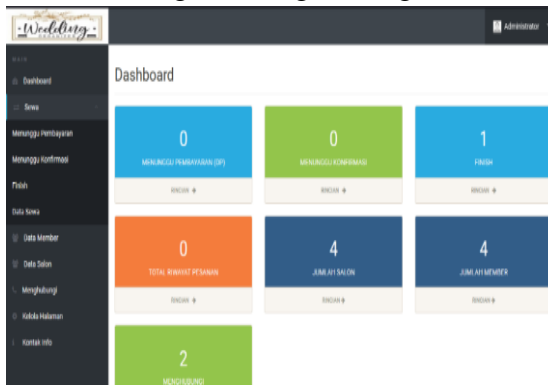 Wedding
Administrator
MAIN
Dashboard
Sewa
Menunggu Pembayaran
Menunggu Konfirmasi
Finish
Data Sewa
Data Member
Data Salon
Menghubungi
Kelola Halaman
Kontak Info
Dashboard
0
MENUNGGU PEMBAYARAN (DP)
RINCIAN
0
MENUNGGU KONFIRMASI
RINCIAN
1
FINISH
RINCIAN
0
TOTAL RIWAYAT PESANAN
RINCIAN
4
JUMLAH SALON
RINCIAN
4
JUMLAH MEMBER
RINCIAN
2
MENGHUBUNGI